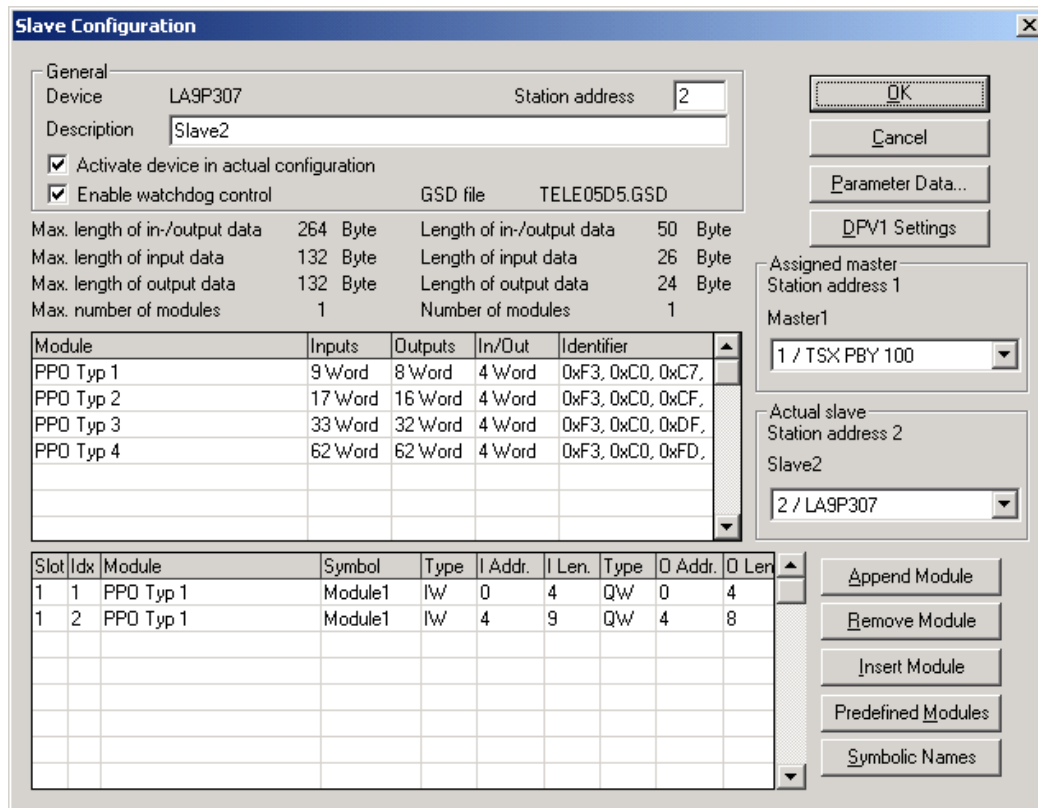 Slave Configuration
General
Device LA9P307 Station address 2
Description Slave2
Activate device in actual configuration
Enable watchdog control GSD file TELE05D5.GSD
Max. length of in-/output data 264 Byte Length of in-/output data 50 Byte
Max. length of input data 132 Byte Length of input data 26 Byte
Max. length of output data 132 Byte Length of output data 24 Byte
Max. number of modules 1 Number of modules 1
OK
Cancel
Parameter Data...
DPV1 Settings
Assigned master
Station address 1
Master1
1 / TSX PBY 100
Actual slave
Station address 2
Slave2
2 / LA9P307
Module Inputs Outputs In/Out Identifier
PPO Typ 1 9 Word 8 Word 4 Word 0xF3, 0xC0, 0xC7,
PPO Typ 2 17 Word 16 Word 4 Word 0xF3, 0xC0, 0xCF,
PPO Typ 3 33 Word 32 Word 4 Word 0xF3, 0xC0, 0xDF,
PPO Typ 4 62 Word 62 Word 4 Word 0xF3, 0xC0, 0xFD,
Slot Idx Module Symbol Type I Addr. I Len. Type O Addr. O Len
1 1 PPO Typ 1 Module1 IW 0 4 QW 0 4
1 2 PPO Typ 1 Module1 IW 4 9 QW 4 8
Append Module
Remove Module
Insert Module
Predefined Modules
Symbolic Names